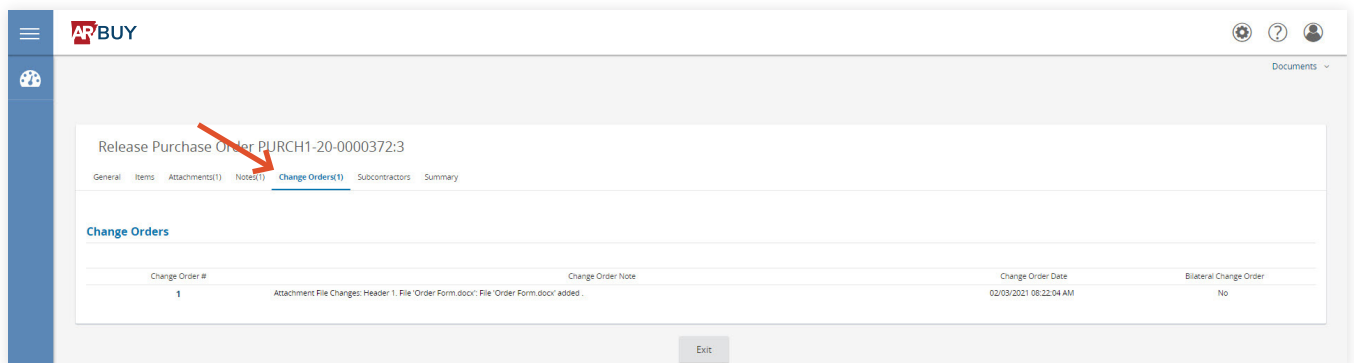 ARBUY
Documents
Release Purchase Order PURCH1-20-0000372:3
General Items Attachments(1) Notes(1) Change Orders(1) Subcontractors Summary
Change Orders
Change Order # Change Order Note Change Order Date Bilateral Change Order
1 Attachment File Changes: Header 1. File 'Order Form.docx': File 'Order Form.docx' added . 02/03/2021 08:22:04 AM No
Exit